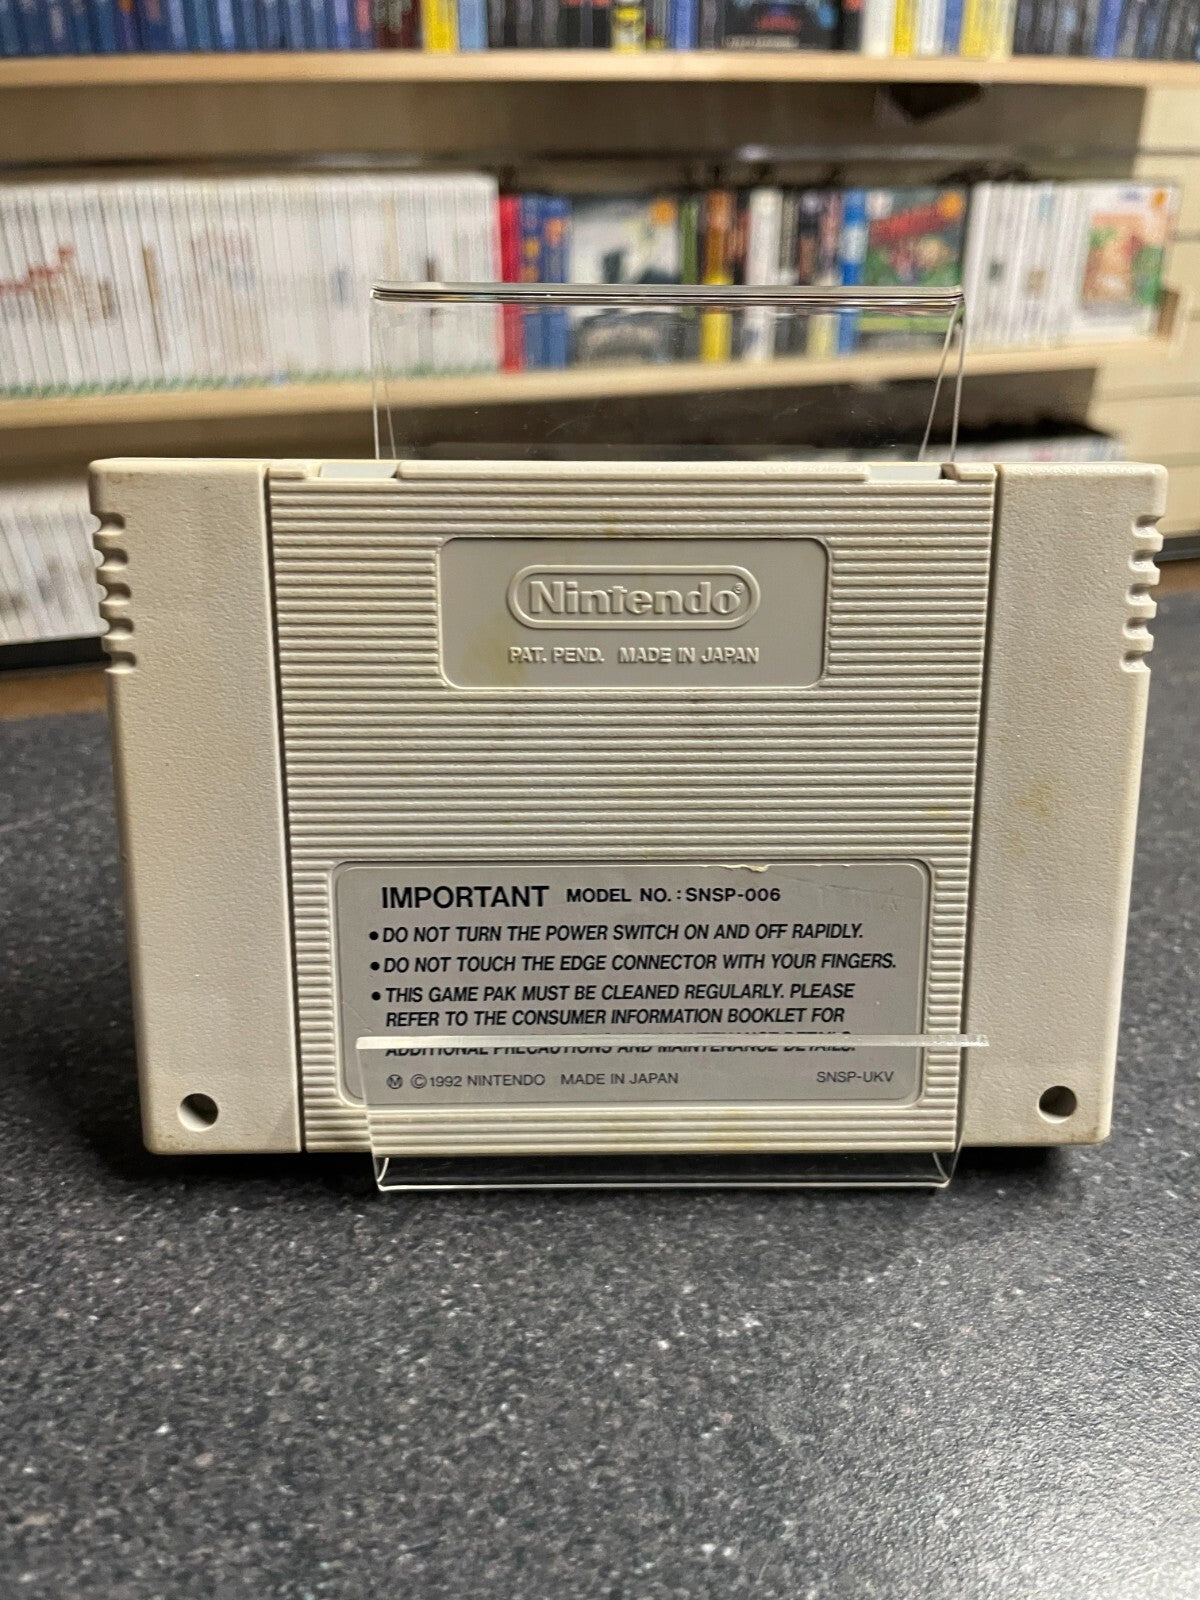 Nintendo®
PAT. PEND. MADE IN JAPAN
IMPORTANT MODEL NO.: SNSP-006
• DO NOT TURN THE POWER SWITCH ON AND OFF RAPIDLY.
• DO NOT TOUCH THE EDGE CONNECTOR WITH YOUR FINGERS.
• THIS GAME PAK MUST BE CLEANED REGULARLY. PLEASE
REFER TO THE CONSUMER INFORMATION BOOKLET FOR
ADDITIONAL PRECAUTIONS AND MAINTENANCE DETAILS.
Ⓜ ©1992 NINTENDO MADE IN JAPAN SNSP-UKV